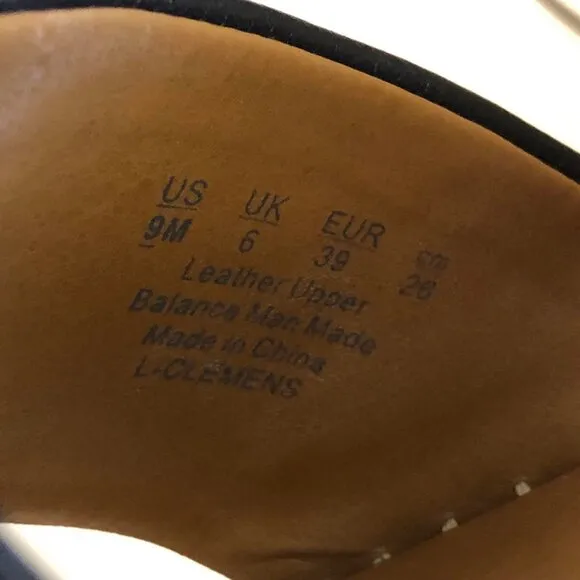 US UK EUR cm
9M 6 39 26
Leather Upper
Balance Man Made
Made in China
L-CLEMENS